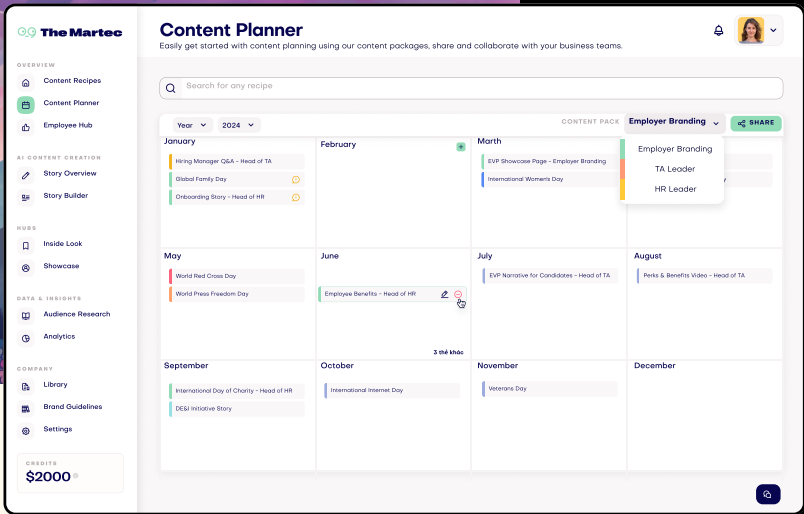 The Martec
OVERVIEW
Content Recipes
Content Planner
Employee Hub
AI CONTENT CREATION
Story Overview
Story Builder
HUBS
Inside Look
Showcase
DATA & INSIGHTS
Audience Research
Analytics
COMPANY
Library
Brand Guidelines
Settings
CREDITS
$2000
Content Planner
Easily get started with content planning using our content packages, share and collaborate with your business teams.
Search for any recipe
Year 2024 CONTENT PACK Employer Branding SHARE
Employer Branding
TA Leader
HR Leader
January
Hiring Manager Q&A - Head of TA
Global Family Day
Onboarding Story - Head of HR
February
Marth
EVP Showcase Page - Employer Branding
International Women's Day
May
World Red Cross Day
World Press Freedom Day
June
Employee Benefits - Head of HR
3 thẻ khác
July
EVP Narrative for Candidates - Head of TA
August
Perks & Benefits Video - Head of TA
September
International Day of Charity - Head of HR
DE&I Initiative Story
October
International Internet Day
November
Veterans Day
December